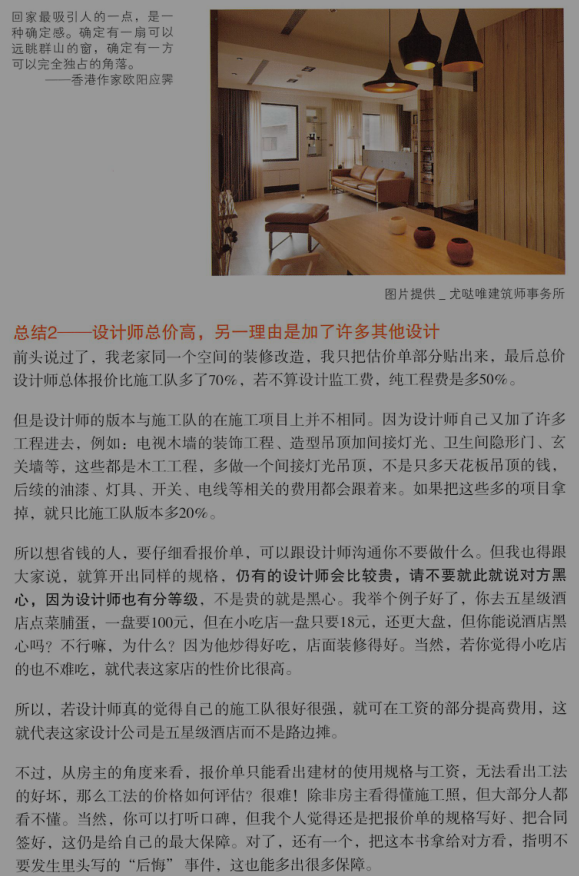 回家最吸引人的一点，是一
种确定感。确定有一扇可以
远眺群山的窗，确定有一方
可以完全独占的角落。
——香港作家欧阳应霁
图片提供 _ 尤哒唯建筑师事务所
总结2——设计师总价高，另一理由是加了许多其他设计
前头说过了，我老家同一个空间的装修改造，我只把估价单部分贴出来，最后总价
设计师总体报价比施工队多了70%，若不算设计监工费，纯工程费是多50%。
但是设计师的版本与施工队的在施工项目上并不相同。因为设计师自己又加了许多
工程进去，例如：电视木墙的装饰工程、造型吊顶加间接灯光、卫生间隐形门、玄
关墙等，这些都是木工工程，多做一个间接灯光吊顶，不是只多天花板吊顶的钱，
后续的油漆、灯具、开关、电线等相关的费用都会跟着来。如果把这些多的项目拿
掉，就只比施工队版本多20%。
所以想省钱的人，要仔细看报价单，可以跟设计师沟通你不要做什么。但我也得跟
大家说，就算开出同样的规格，仍有的设计师会比较贵，请不要就此就说对方黑
心，因为设计师也有分等级，不是贵的就是黑心。我举个例子好了，你去五星级酒
店点菜脯蛋，一盘要100元，但在小吃店一盘只要18元，还更大盘，但你能说酒店黑
心吗？不行嘛，为什么？因为他炒得好吃，店面装修得好。当然，若你觉得小吃店
的也不难吃，就代表这家店的性价比很高。
所以，若设计师真的觉得自己的施工队很好很强，就可在工资的部分提高费用，这
就代表这家设计公司是五星级酒店而不是路边摊。
不过，从房主的角度来看，报价单只能看出建材的使用规格与工资，无法看出工法
的好坏，那么工法的价格如何评估？很难！除非房主看得懂施工照，但大部分人都
看不懂。当然，你可以打听口碑，但我个人觉得还是把报价单的规格写好、把合同
签好，这仍是给自己的最大保障。对了，还有一个，把这本书拿给对方看，指明不
要发生里头写的“后悔”事件，这也能多出很多保障。